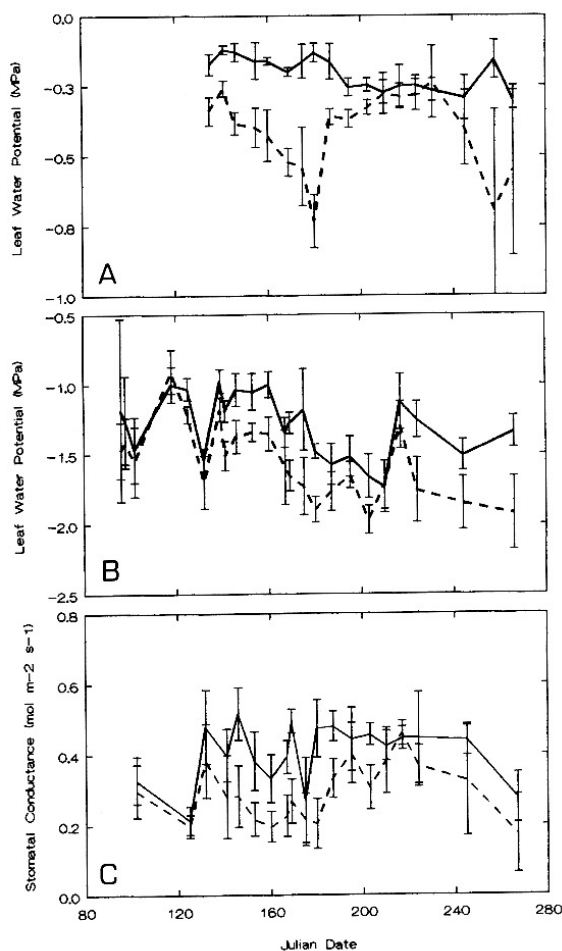 0.0
-0.3
-0.5
-0.8
-1.0
Leaf Water Potential (MPa)
A
-0.5
-1.0
-1.5
-2.0
-2.5
Leaf Water Potential (MPa)
B
0.8
0.6
0.4
0.2
0.0
Stomatal Conductance (mol m-2 s-1)
C
80 120 160 200 240 280
Julian Date